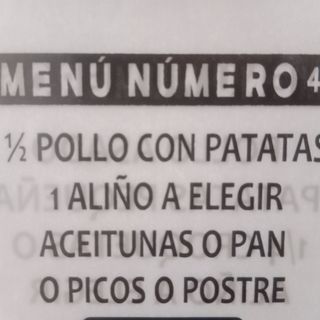 MENÚ NÚMERO 4
½ POLLO CON PATATAS
1 ALIÑO A ELEGIR
ACEITUNAS O PAN
O PICOS O POSTRE